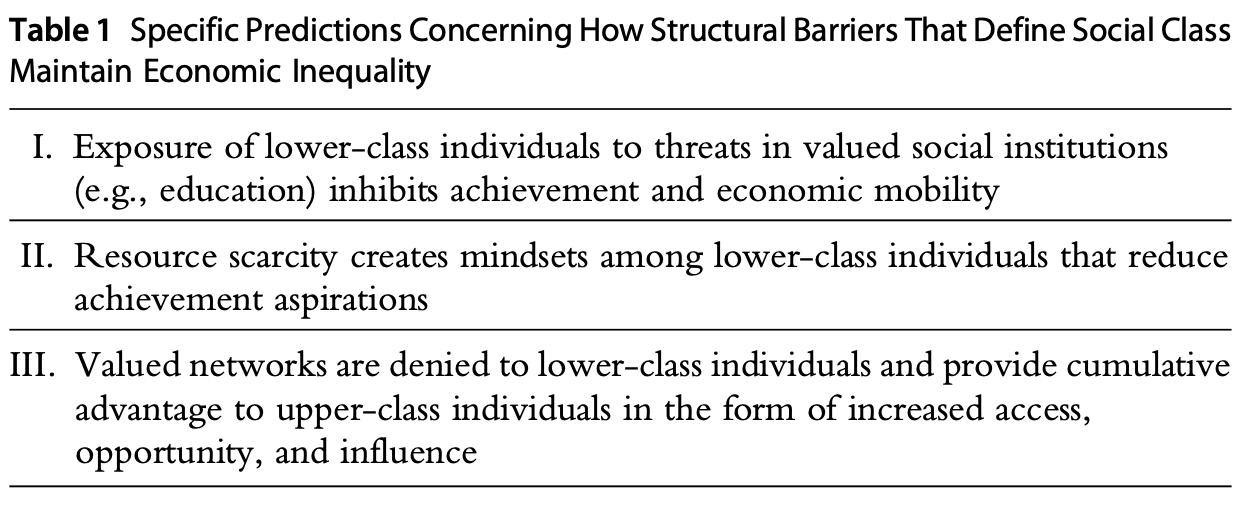 Table 1 Specific Predictions Concerning How Structural Barriers That Define Social Class
Maintain Economic Inequality
I. Exposure of lower-class individuals to threats in valued social institutions
(e.g., education) inhibits achievement and economic mobility
II. Resource scarcity creates mindsets among lower-class individuals that reduce
achievement aspirations
III. Valued networks are denied to lower-class individuals and provide cumulative
advantage to upper-class individuals in the form of increased access,
opportunity, and influence